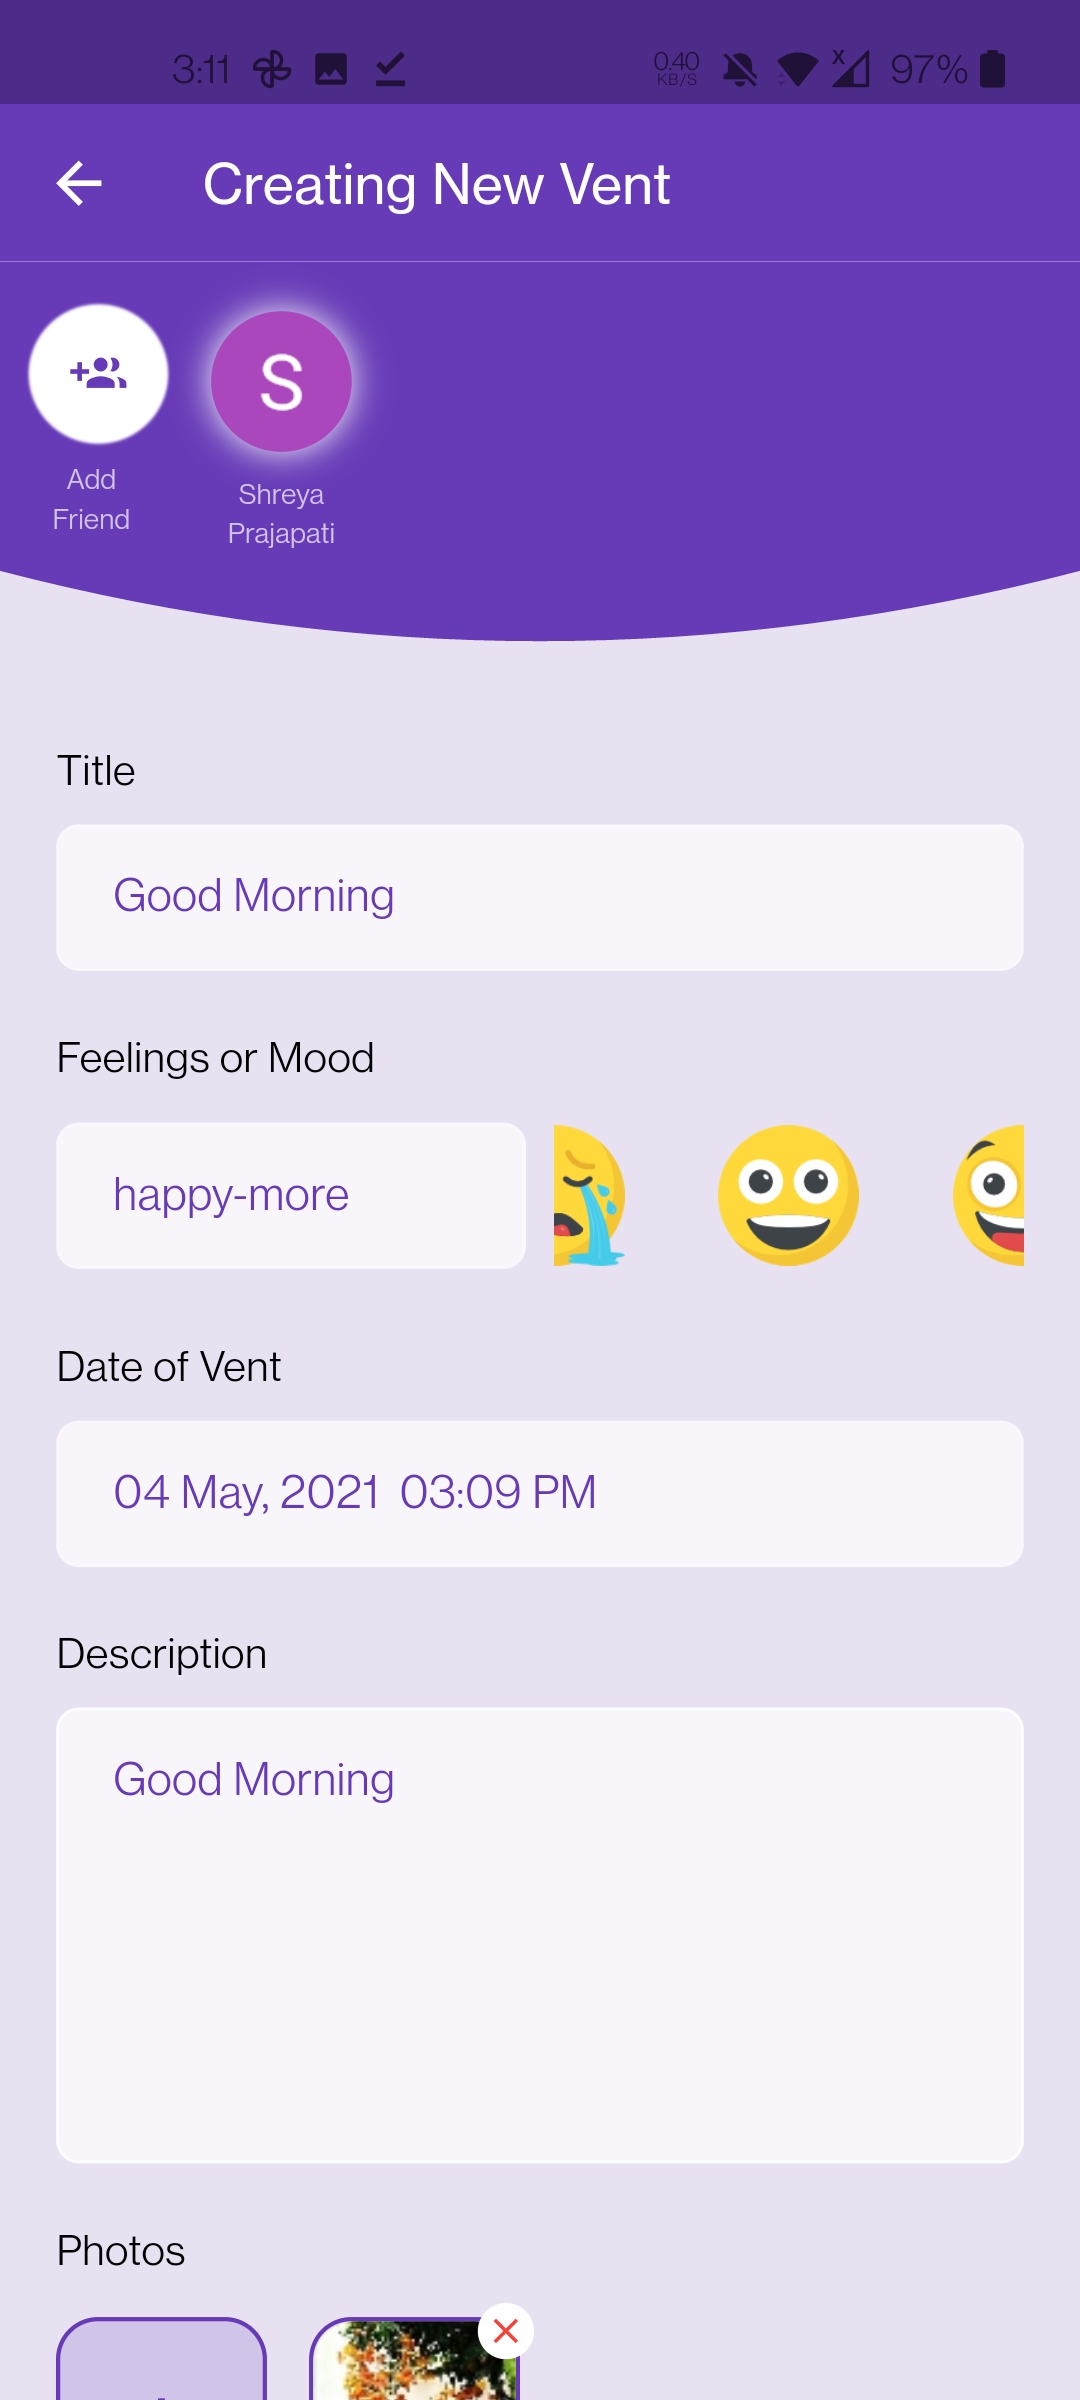 3:11
0.40
KB/S
X
97%
Creating New Vent
S
Add
Friend
Shreya
Prajapati
Title
Good Morning
Feelings or Mood
happy-more
Date of Vent
04 May, 2021 03:09 PM
Description
Good Morning
Photos